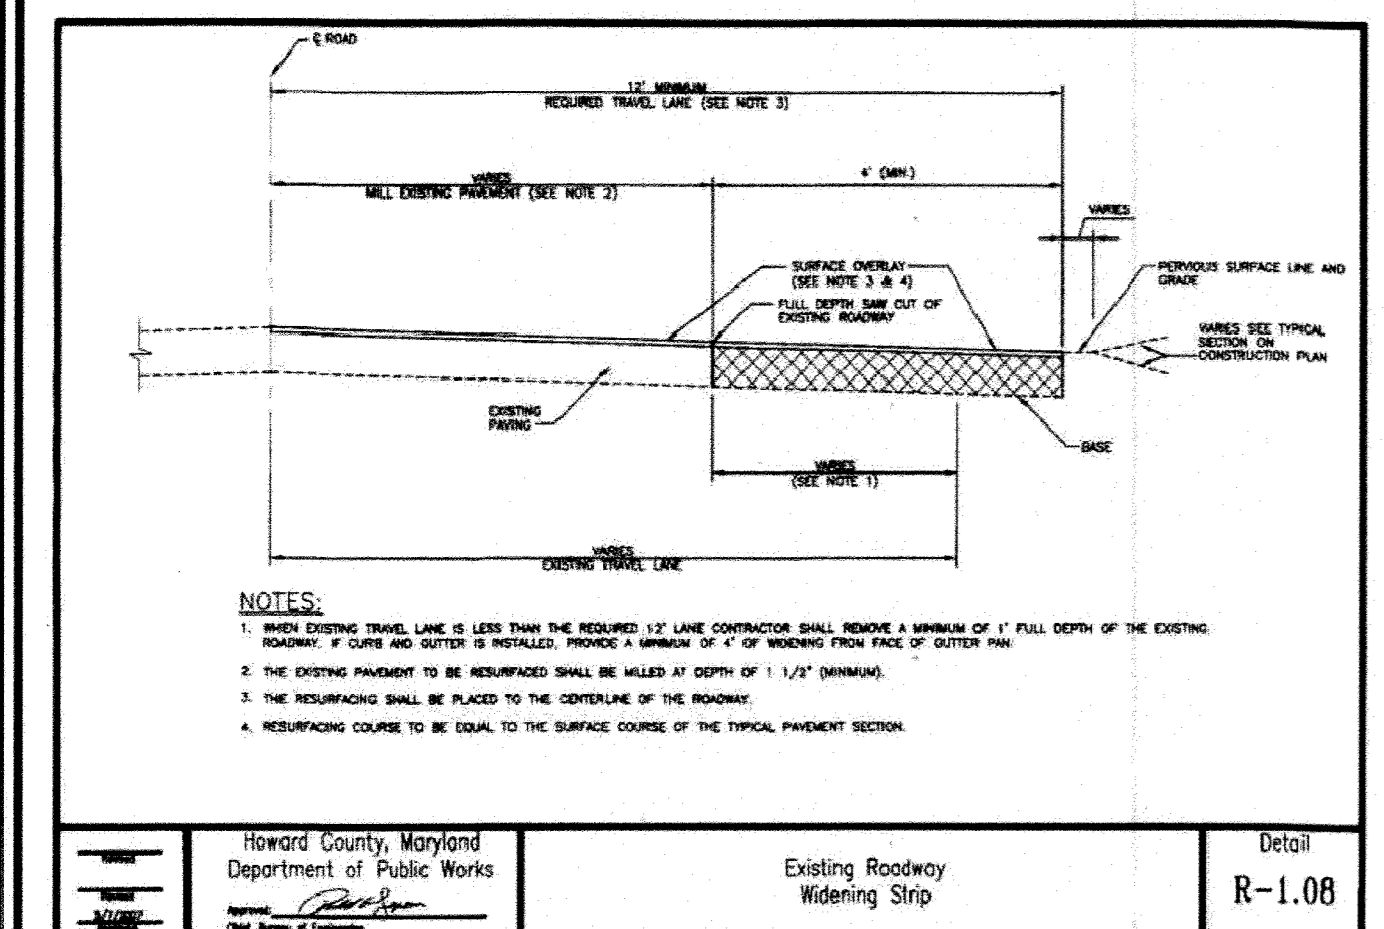 ℄ ROAD
12' MINIMUM
REQUIRED TRAVEL LANE (SEE NOTE 3)
VARIES
MILL EXISTING PAVEMENT (SEE NOTE 2)
4' (MIN.)
VARIES
SURFACE OVERLAY
(SEE NOTE 3 & 4)
PERVIOUS SURFACE LINE AND
GRADE
FULL DEPTH SAW CUT OF
EXISTING ROADWAY
VARIES SEE TYPICAL
SECTION ON
CONSTRUCTION PLAN
EXISTING
PAVING
BASE
VARIES
(SEE NOTE 1)
VARIES
EXISTING TRAVEL LANE
NOTES:
1. WHEN EXISTING TRAVEL LANE IS LESS THAN THE REQUIRED 12' LANE CONTRACTOR SHALL REMOVE A MINIMUM OF 1' FULL DEPTH OF THE EXISTING
ROADWAY. IF CURB AND GUTTER IS INSTALLED, PROVIDE A MINIMUM OF 4' OF WIDENING FROM FACE OF GUTTER PAN.
2. THE EXISTING PAVEMENT TO BE RESURFACED SHALL BE MILLED AT DEPTH OF 1 1/2" (MINIMUM).
3. THE RESURFACING SHALL BE PLACED TO THE CENTERLINE OF THE ROADWAY.
4. RESURFACING COURSE TO BE EQUAL TO THE SURFACE COURSE OF THE TYPICAL PAVEMENT SECTION.
Revised
Revised
Howard County, Maryland
Department of Public Works
Approved:
Chief, Bureau of Engineering
Existing Roadway
Widening Strip
Detail
R-1.08